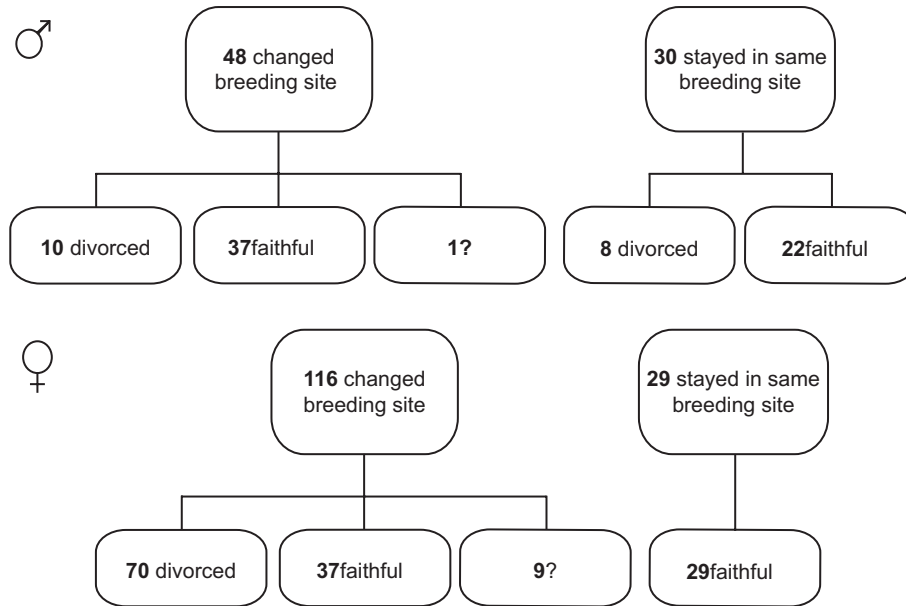 ♂
48 changed
breeding site
30 stayed in same
breeding site
10 divorced
37faithful
1?
8 divorced
22faithful
♀
116 changed
breeding site
29 stayed in same
breeding site
70 divorced
37faithful
9?
29faithful